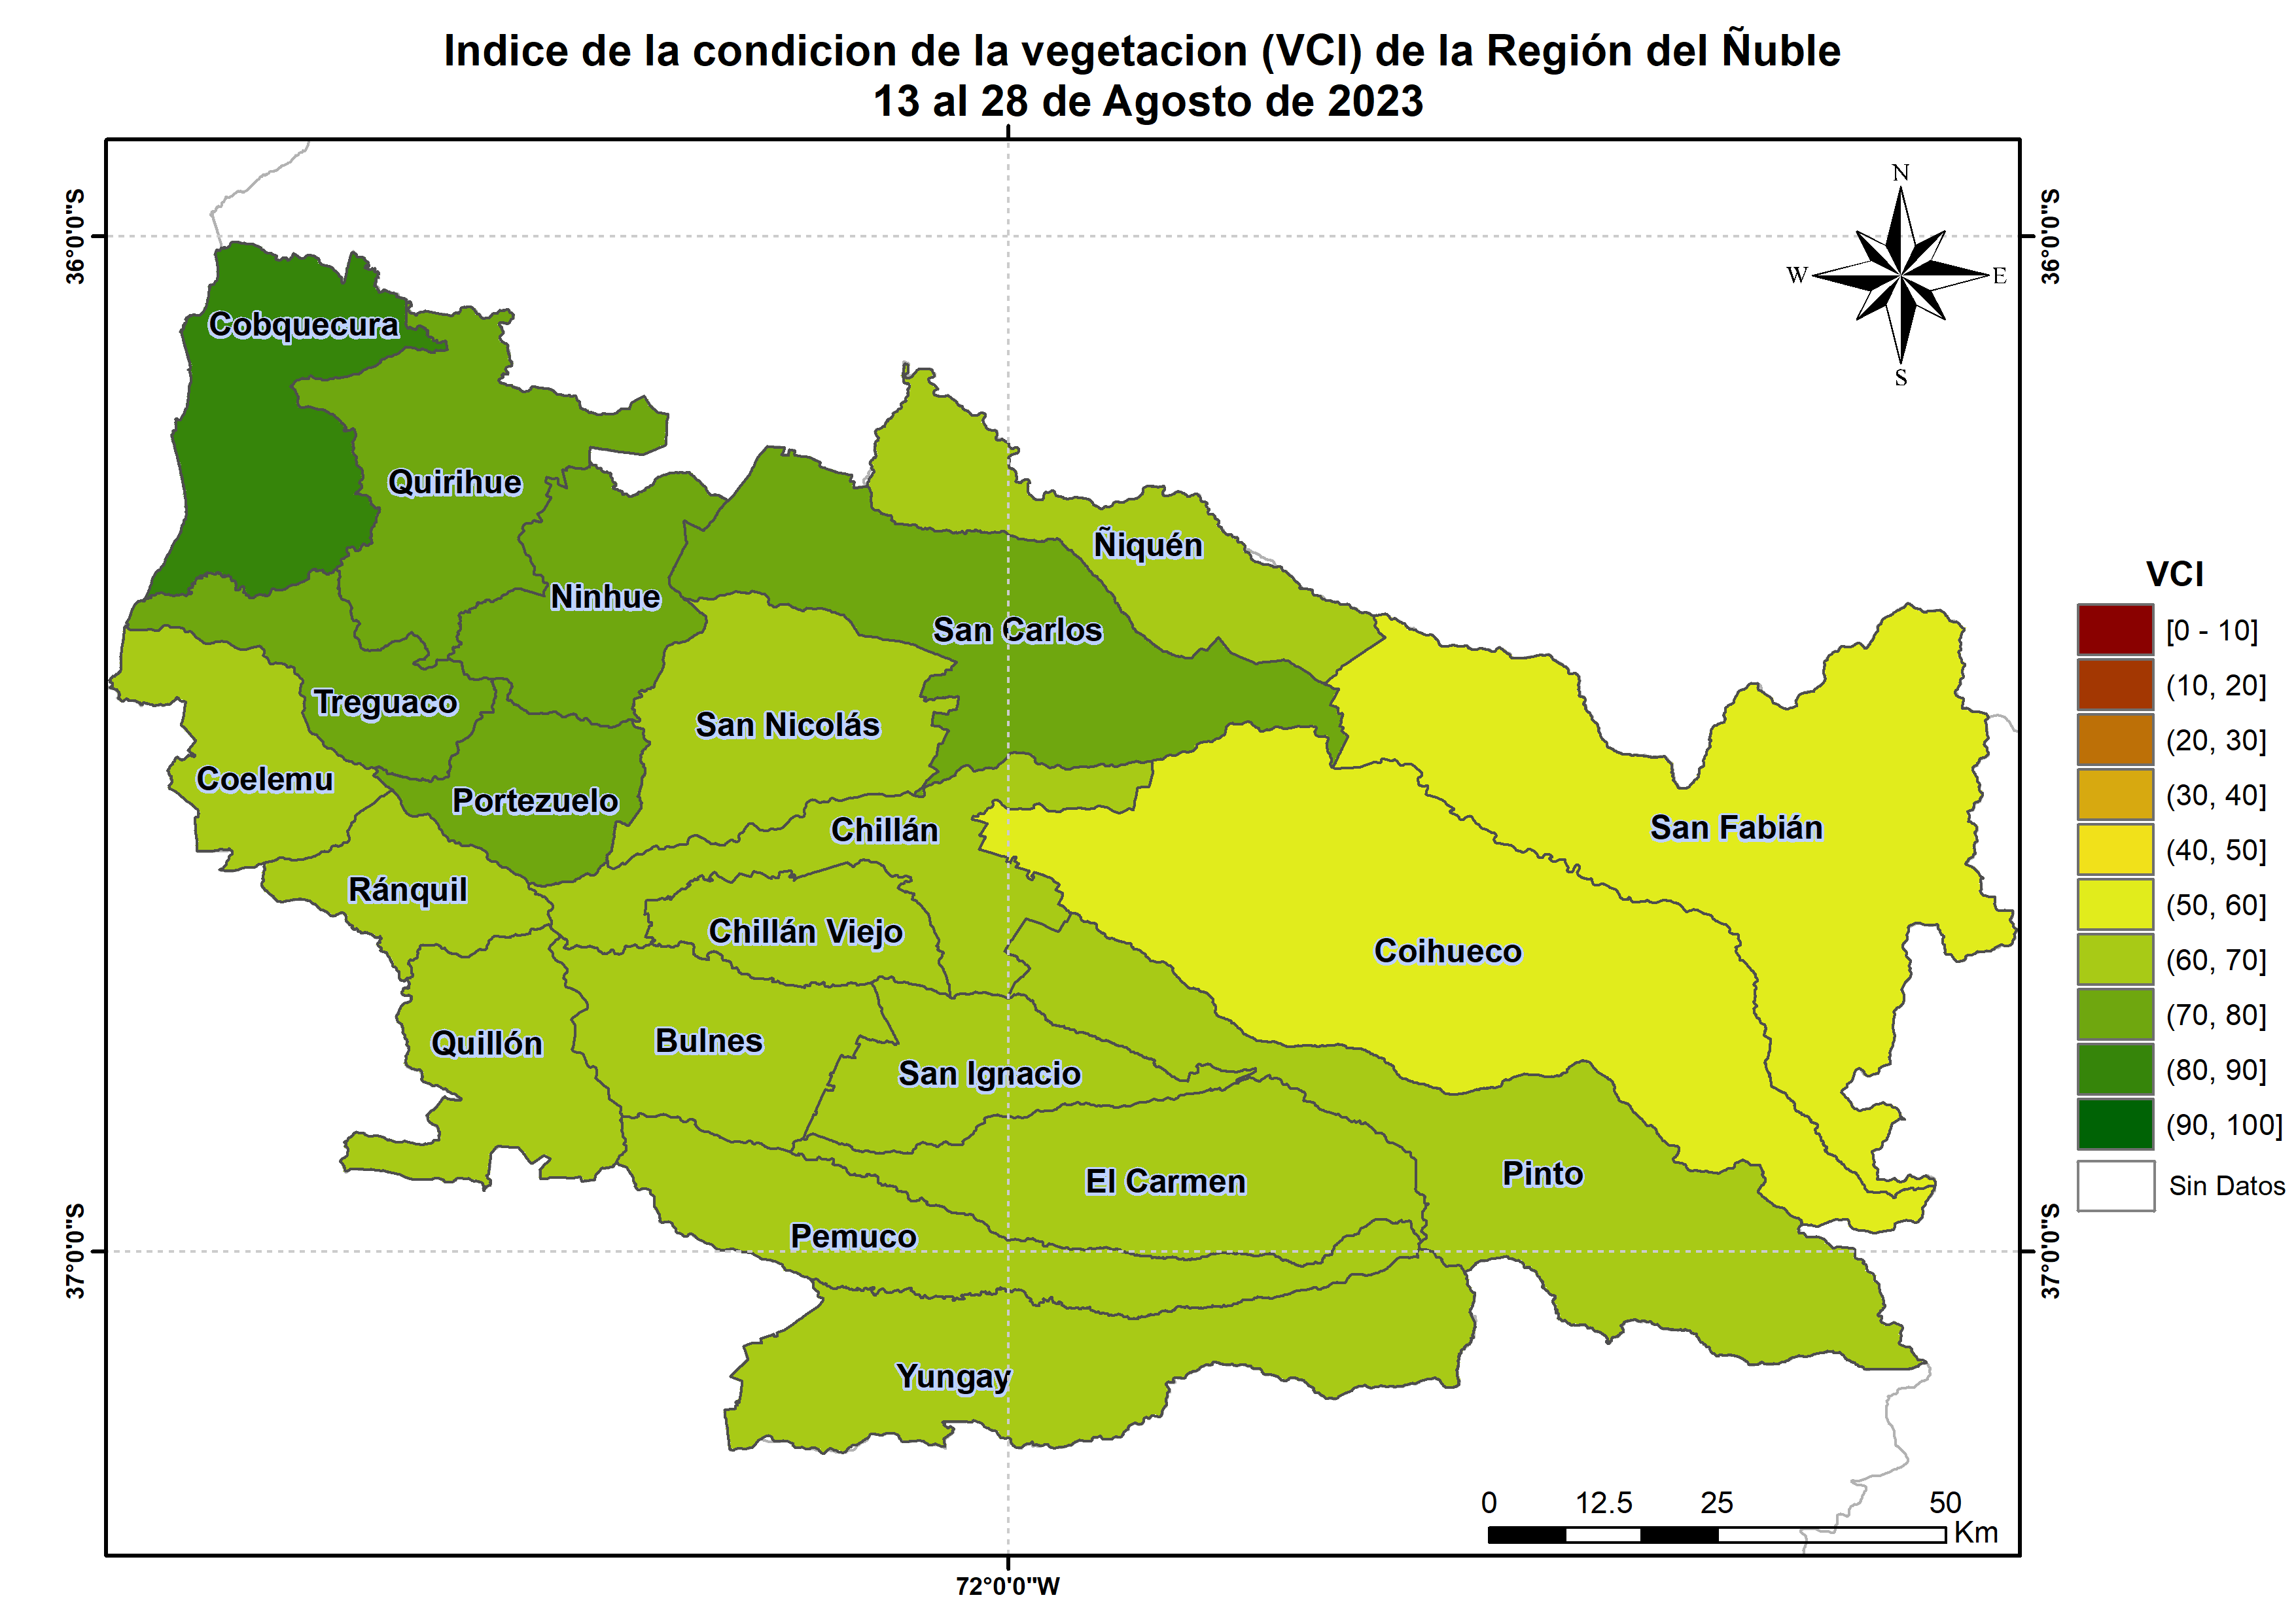 Indice de la condicion de la vegetacion (VCI) de la Región del Ñuble
13 al 28 de Agosto de 2023
36°0'0"S
36°0'0"S
N
W
E
S
Cobquecura
Quirihue
Ñiquén
Ninhue
San Carlos
Treguaco
San Nicolás
Coelemu
Portezuelo
Chillán
San Fabián
Ránquil
Chillán Viejo
Coihueco
Quillón
Bulnes
San Ignacio
El Carmen
Pinto
Pemuco
Yungay
VCI
[0 - 10]
(10, 20]
(20, 30]
(30, 40]
(40, 50]
(50, 60]
(60, 70]
(70, 80]
(80, 90]
(90, 100]
Sin Datos
37°0'0"S
37°0'0"S
0 12.5 25 50
Km
72°0'0"W